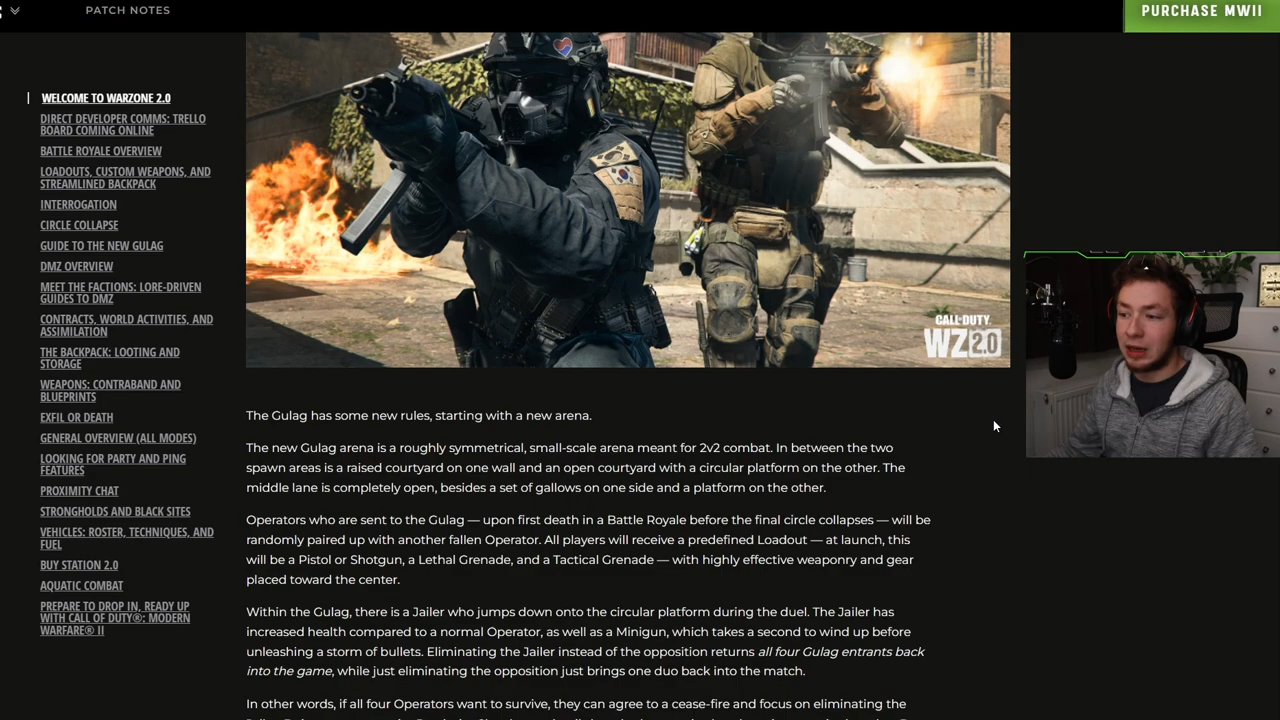 PATCH NOTES
PURCHASE MWII
WELCOME TO WARZONE 2.0
DIRECT DEVELOPER COMMS: TRELLO
BOARD COMING ONLINE
BATTLE ROYALE OVERVIEW
LOADOUTS, CUSTOM WEAPONS, AND
STREAMLINED BACKPACK
INTERROGATION
CIRCLE COLLAPSE
GUIDE TO THE NEW GULAG
DMZ OVERVIEW
MEET THE FACTIONS: LORE-DRIVEN
GUIDES TO DMZ
CONTRACTS, WORLD ACTIVITIES, AND
ASSIMILATION
THE BACKPACK: LOOTING AND
STORAGE
WEAPONS: CONTRABAND AND
BLUEPRINTS
EXFIL OR DEATH
GENERAL OVERVIEW (ALL MODES)
LOOKING FOR PARTY AND PING
FEATURES
PROXIMITY CHAT
STRONGHOLDS AND BLACK SITES
VEHICLES: ROSTER, TECHNIQUES, AND
FUEL
BUY STATION 2.0
AQUATIC COMBAT
PREPARE TO DROP IN, READY UP
WITH CALL OF DUTY®: MODERN
WARFARE® II
CALL OF DUTY
WZ 2.0
The Gulag has some new rules, starting with a new arena.
The new Gulag arena is a roughly symmetrical, small-scale arena meant for 2v2 combat. In between the two
spawn areas is a raised courtyard on one wall and an open courtyard with a circular platform on the other. The
middle lane is completely open, besides a set of gallows on one side and a platform on the other.
Operators who are sent to the Gulag — upon first death in a Battle Royale before the final circle collapses — will be
randomly paired up with another fallen Operator. All players will receive a predefined Loadout — at launch, this
will be a Pistol or Shotgun, a Lethal Grenade, and a Tactical Grenade — with highly effective weaponry and gear
placed toward the center.
Within the Gulag, there is a Jailer who jumps down onto the circular platform during the duel. The Jailer has
increased health compared to a normal Operator, as well as a Minigun, which takes a second to wind up before
unleashing a storm of bullets. Eliminating the Jailer instead of the opposition returns all four Gulag entrants back
into the game, while just eliminating the opposition just brings one duo back into the match.
In other words, if all four Operators want to survive, they can agree to a cease-fire and focus on eliminating the